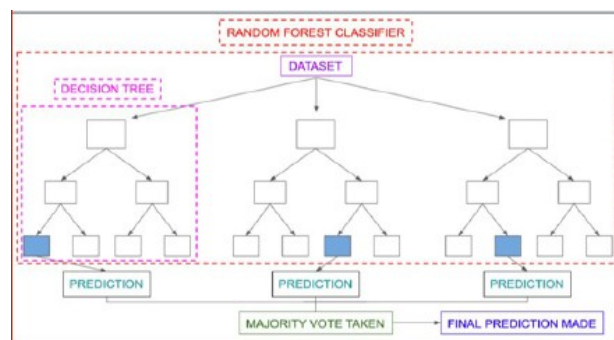 RANDOM FOREST CLASSIFIER
DATASET
DECISION TREE
PREDICTION
PREDICTION
PREDICTION
MAJORITY VOTE TAKEN
FINAL PREDICTION MADE